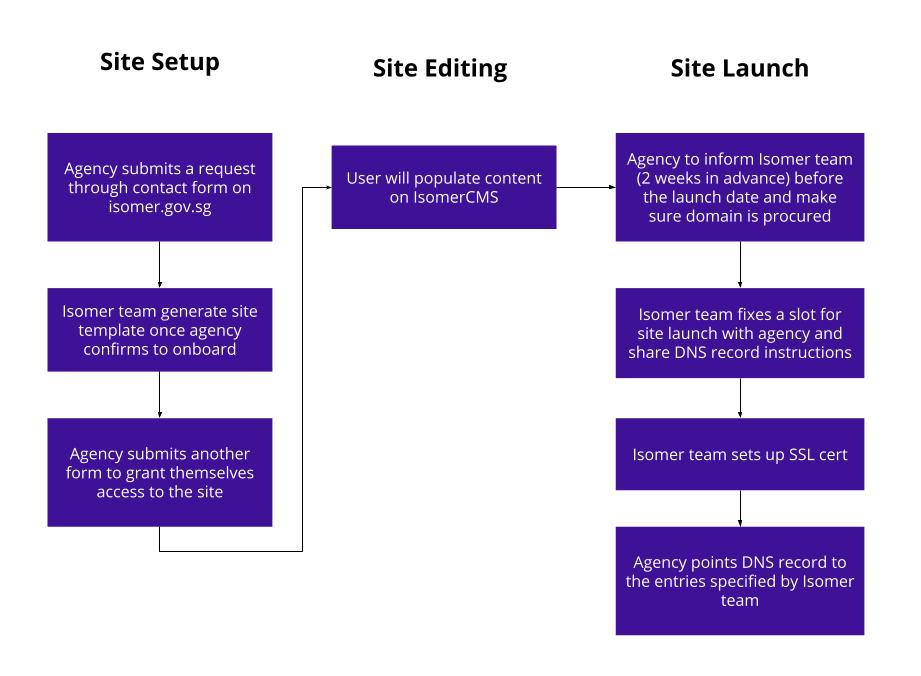 Site Setup
Agency submits a request
through contact form on
isomer.gov.sg
Isomer team generate site
template once agency
confirms to onboard
Agency submits another
form to grant themselves
access to the site
Site Editing
User will populate content
on IsomerCMS
Site Launch
Agency to inform Isomer team
(2 weeks in advance) before
the launch date and make
sure domain is procured
Isomer team fixes a slot for
site launch with agency and
share DNS record instructions
Isomer team sets up SSL cert
Agency points DNS record to
the entries specified by Isomer
team